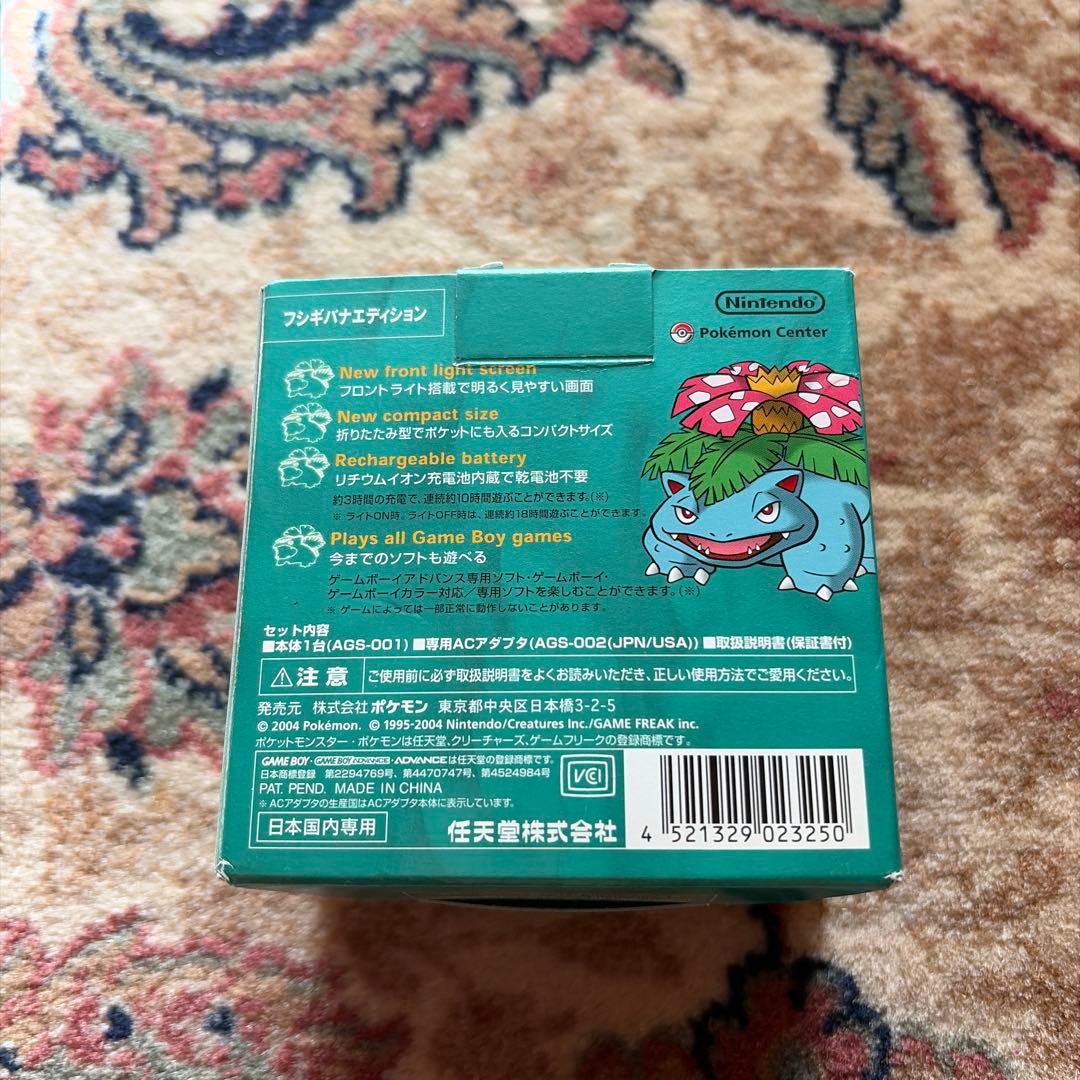 フシギバナエディション
Nintendo
Pokémon Center
New front light screen
フロントライト搭載で明るく見やすい画面
New compact size
折りたたみ型でポケットにも入るコンパクトサイズ
Rechargeable battery
リチウムイオン充電池内蔵で乾電池不要
約3時間の充電で、連続約10時間遊ぶことができます。(※)
※ ライトON時。ライトOFF時は、連続約18時間遊ぶことができます。
Plays all Game Boy games
今までのソフトも遊べる
ゲームボーイアドバンス専用ソフト・ゲームボーイ・
ゲームボーイカラー対応/専用ソフトを楽しむことができます。(※)
※ ゲームによっては一部正常に動作しないことがあります。
セット内容
■本体1台(AGS-001) ■専用ACアダプタ(AGS-002(JPN/USA)) ■取扱説明書(保証書付)
⚠注意 ご使用前に必ず取扱説明書をよくお読みいただき、正しい使用方法でご愛用ください。
発売元 株式会社ポケモン 東京都中央区日本橋3-2-5
© 2004 Pokémon. © 1995-2004 Nintendo/Creatures Inc./GAME FREAK inc.
ポケットモンスター・ポケモンは任天堂、クリーチャーズ、ゲームフリークの登録商標です。
GAME BOY・GAME BOY ADVANCE・ADVANCEは任天堂の登録商標です。
日本商標登録 第2294769号、第4470747号、第4524984号
PAT. PEND. MADE IN CHINA
※ ACアダプタの生産国はACアダプタ本体に表示しています。
VCI
日本国内専用
任天堂株式会社
4 521329 023250